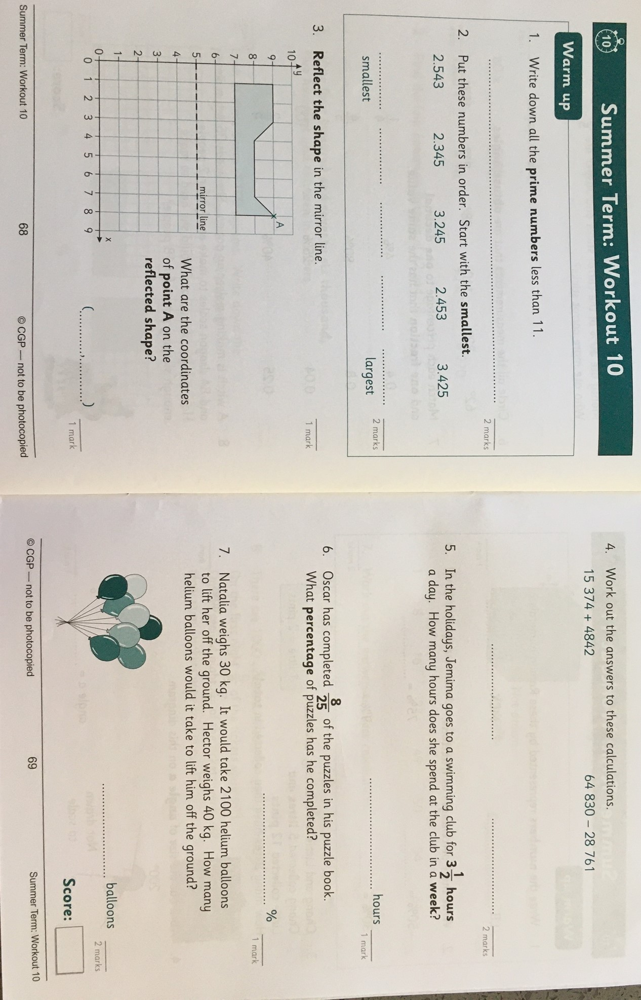 10
Summer Term: Workout 10
Warm up
1. Write down all the prime numbers less than 11.
2 marks
2. Put these numbers in order. Start with the smallest.
2.543 2.345 3.245 2.453 3.425
smallest largest
2 marks
3. Reflect the shape in the mirror line.
1 mark
y
10
9
8
7
6
5
4
3
2
1
0
0 1 2 3 4 5 6 7 8 9
x
A
mirror line
What are the coordinates
of point A on the
reflected shape?
(............,............)
1 mark
Summer Term: Workout 10 68 © CGP — not to be photocopied
4. Work out the answers to these calculations.
15 374 + 4842 64 830 – 28 761
2 marks
5. In the holidays, Jemima goes to a swimming club for 3 1/2 hours
a day. How many hours does she spend at the club in a week?
hours
1 mark
6. Oscar has completed 8/25 of the puzzles in his puzzle book.
What percentage of puzzles has he completed?
%
1 mark
7. Natalia weighs 30 kg. It would take 2100 helium balloons
to lift her off the ground. Hector weighs 40 kg. How many
helium balloons would it take to lift him off the ground?
balloons
2 marks
Score:
© CGP — not to be photocopied 69 Summer Term: Workout 10